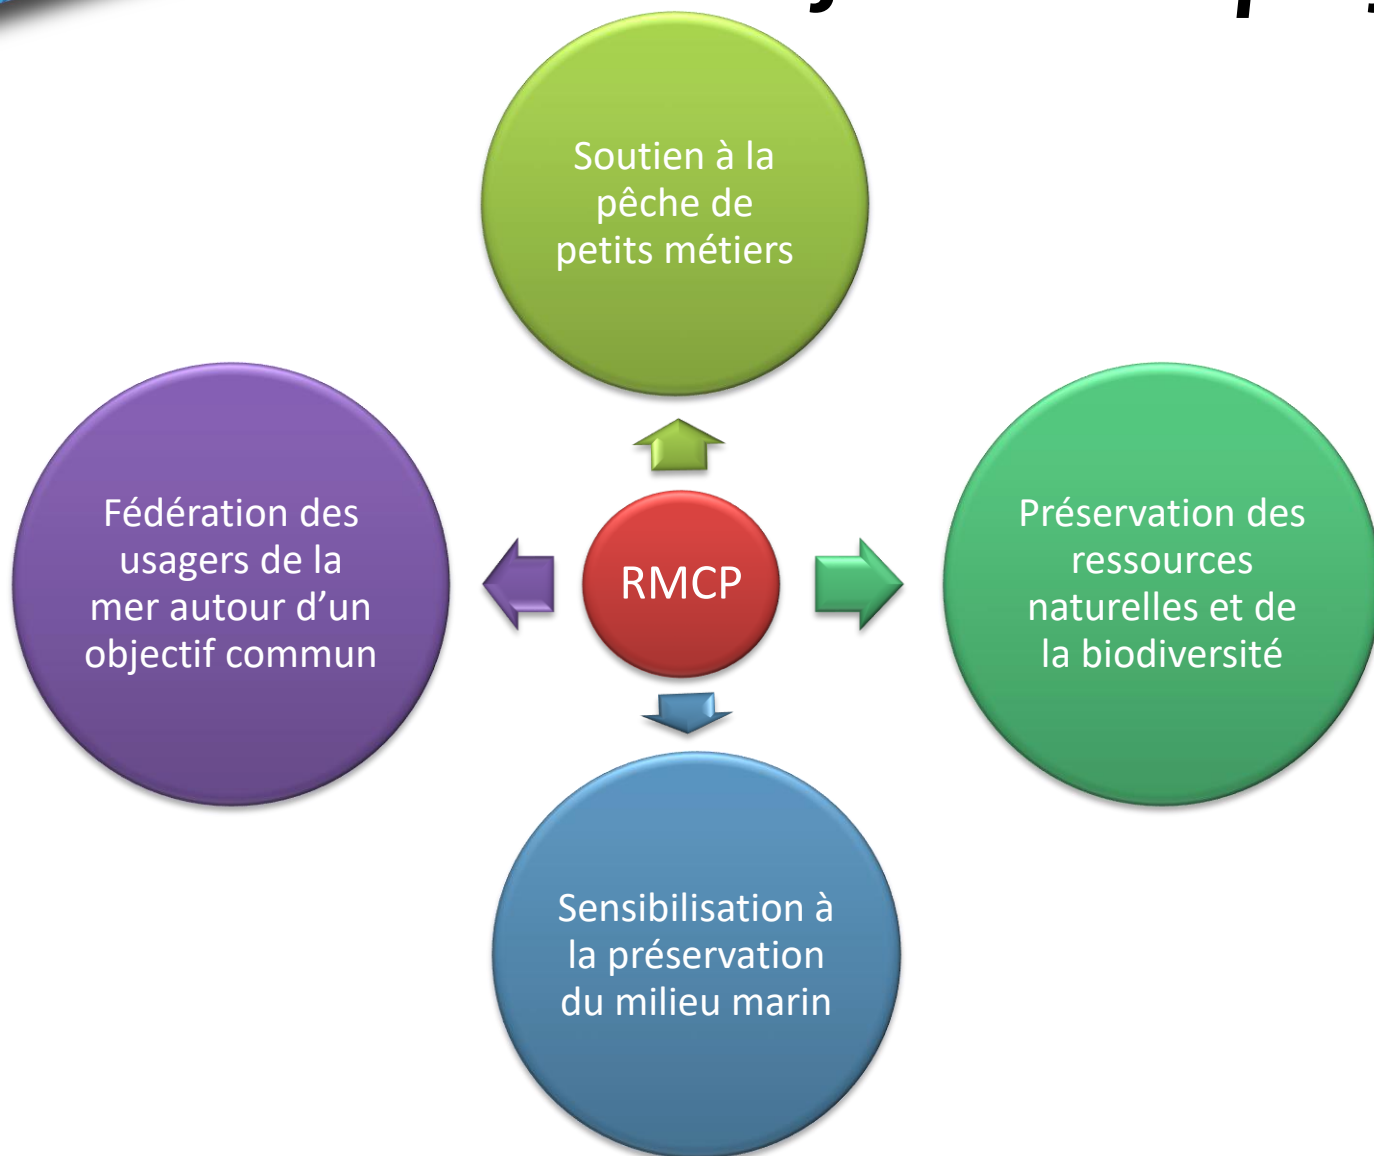 Soutien à la
pêche de
petits métiers
Fédération des
usagers de la
mer autour d’un
objectif commun
RMCP
Préservation des
ressources
naturelles et de
la biodiversité
Sensibilisation à
la préservation
du milieu marin